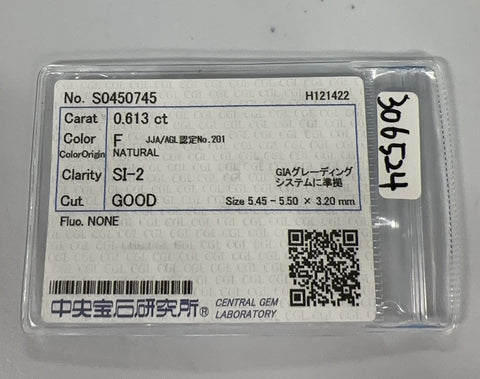 No. S0450745
H121422
Carat 0.613 ct
Color F JJA/AGL認定No.201
ColorOrigin NATURAL
Clarity SI-2
GIAグレーディング
システムに準拠
Cut GOOD
Size 5.45 - 5.50 × 3.20 mm
Fluo. NONE
中央宝石研究所®
CENTRAL GEM
LABORATORY
306524